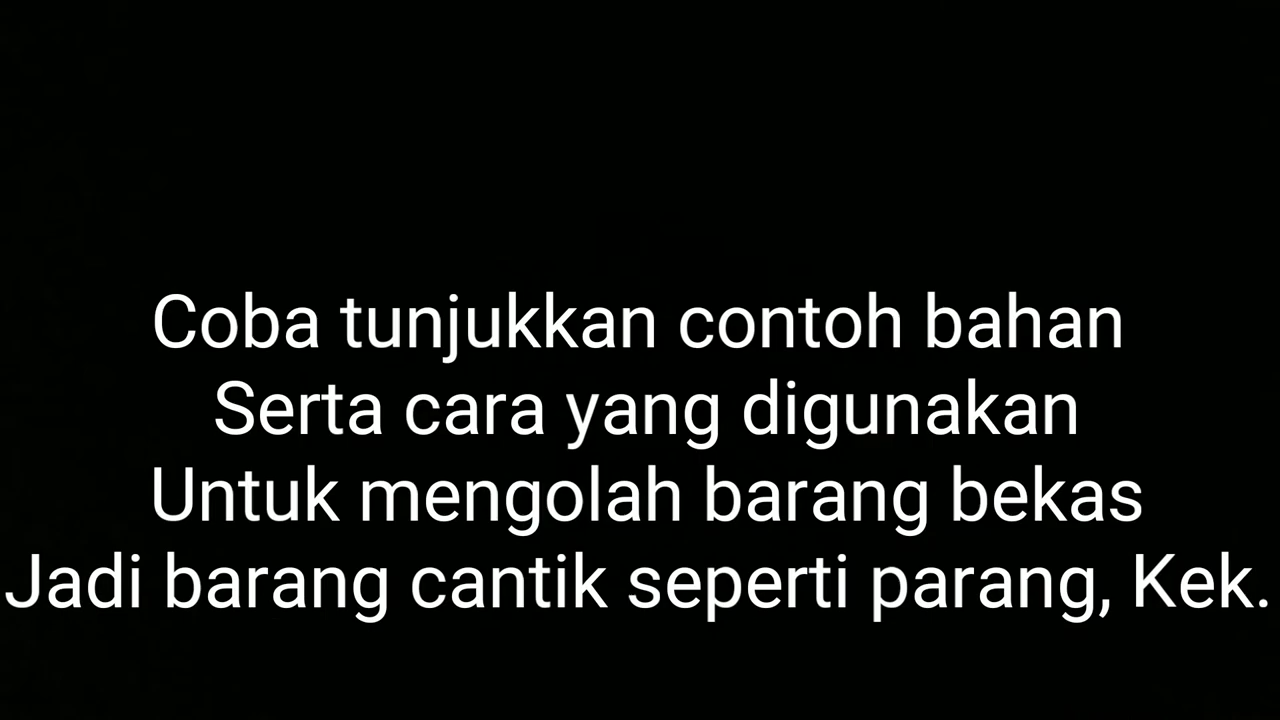 Coba tunjukkan contoh bahan
Serta cara yang digunakan
Untuk mengolah barang bekas
Jadi barang cantik seperti parang, Kek.